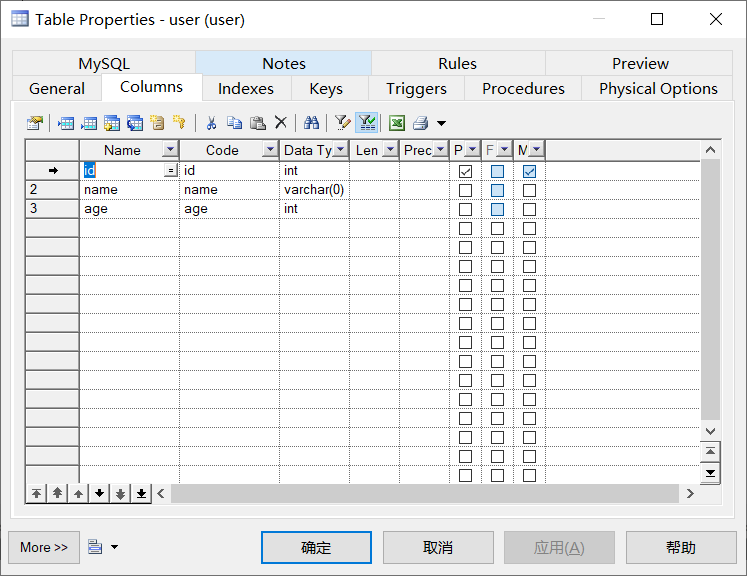 Table Properties - user (user)
MySQL Notes Rules Preview
General Columns Indexes Keys Triggers Procedures Physical Options
Name Code Data Ty Len Prec P F M
id = id int
2 name name varchar(0)
3 age age int
More >> 确定 取消 应用(A) 帮助